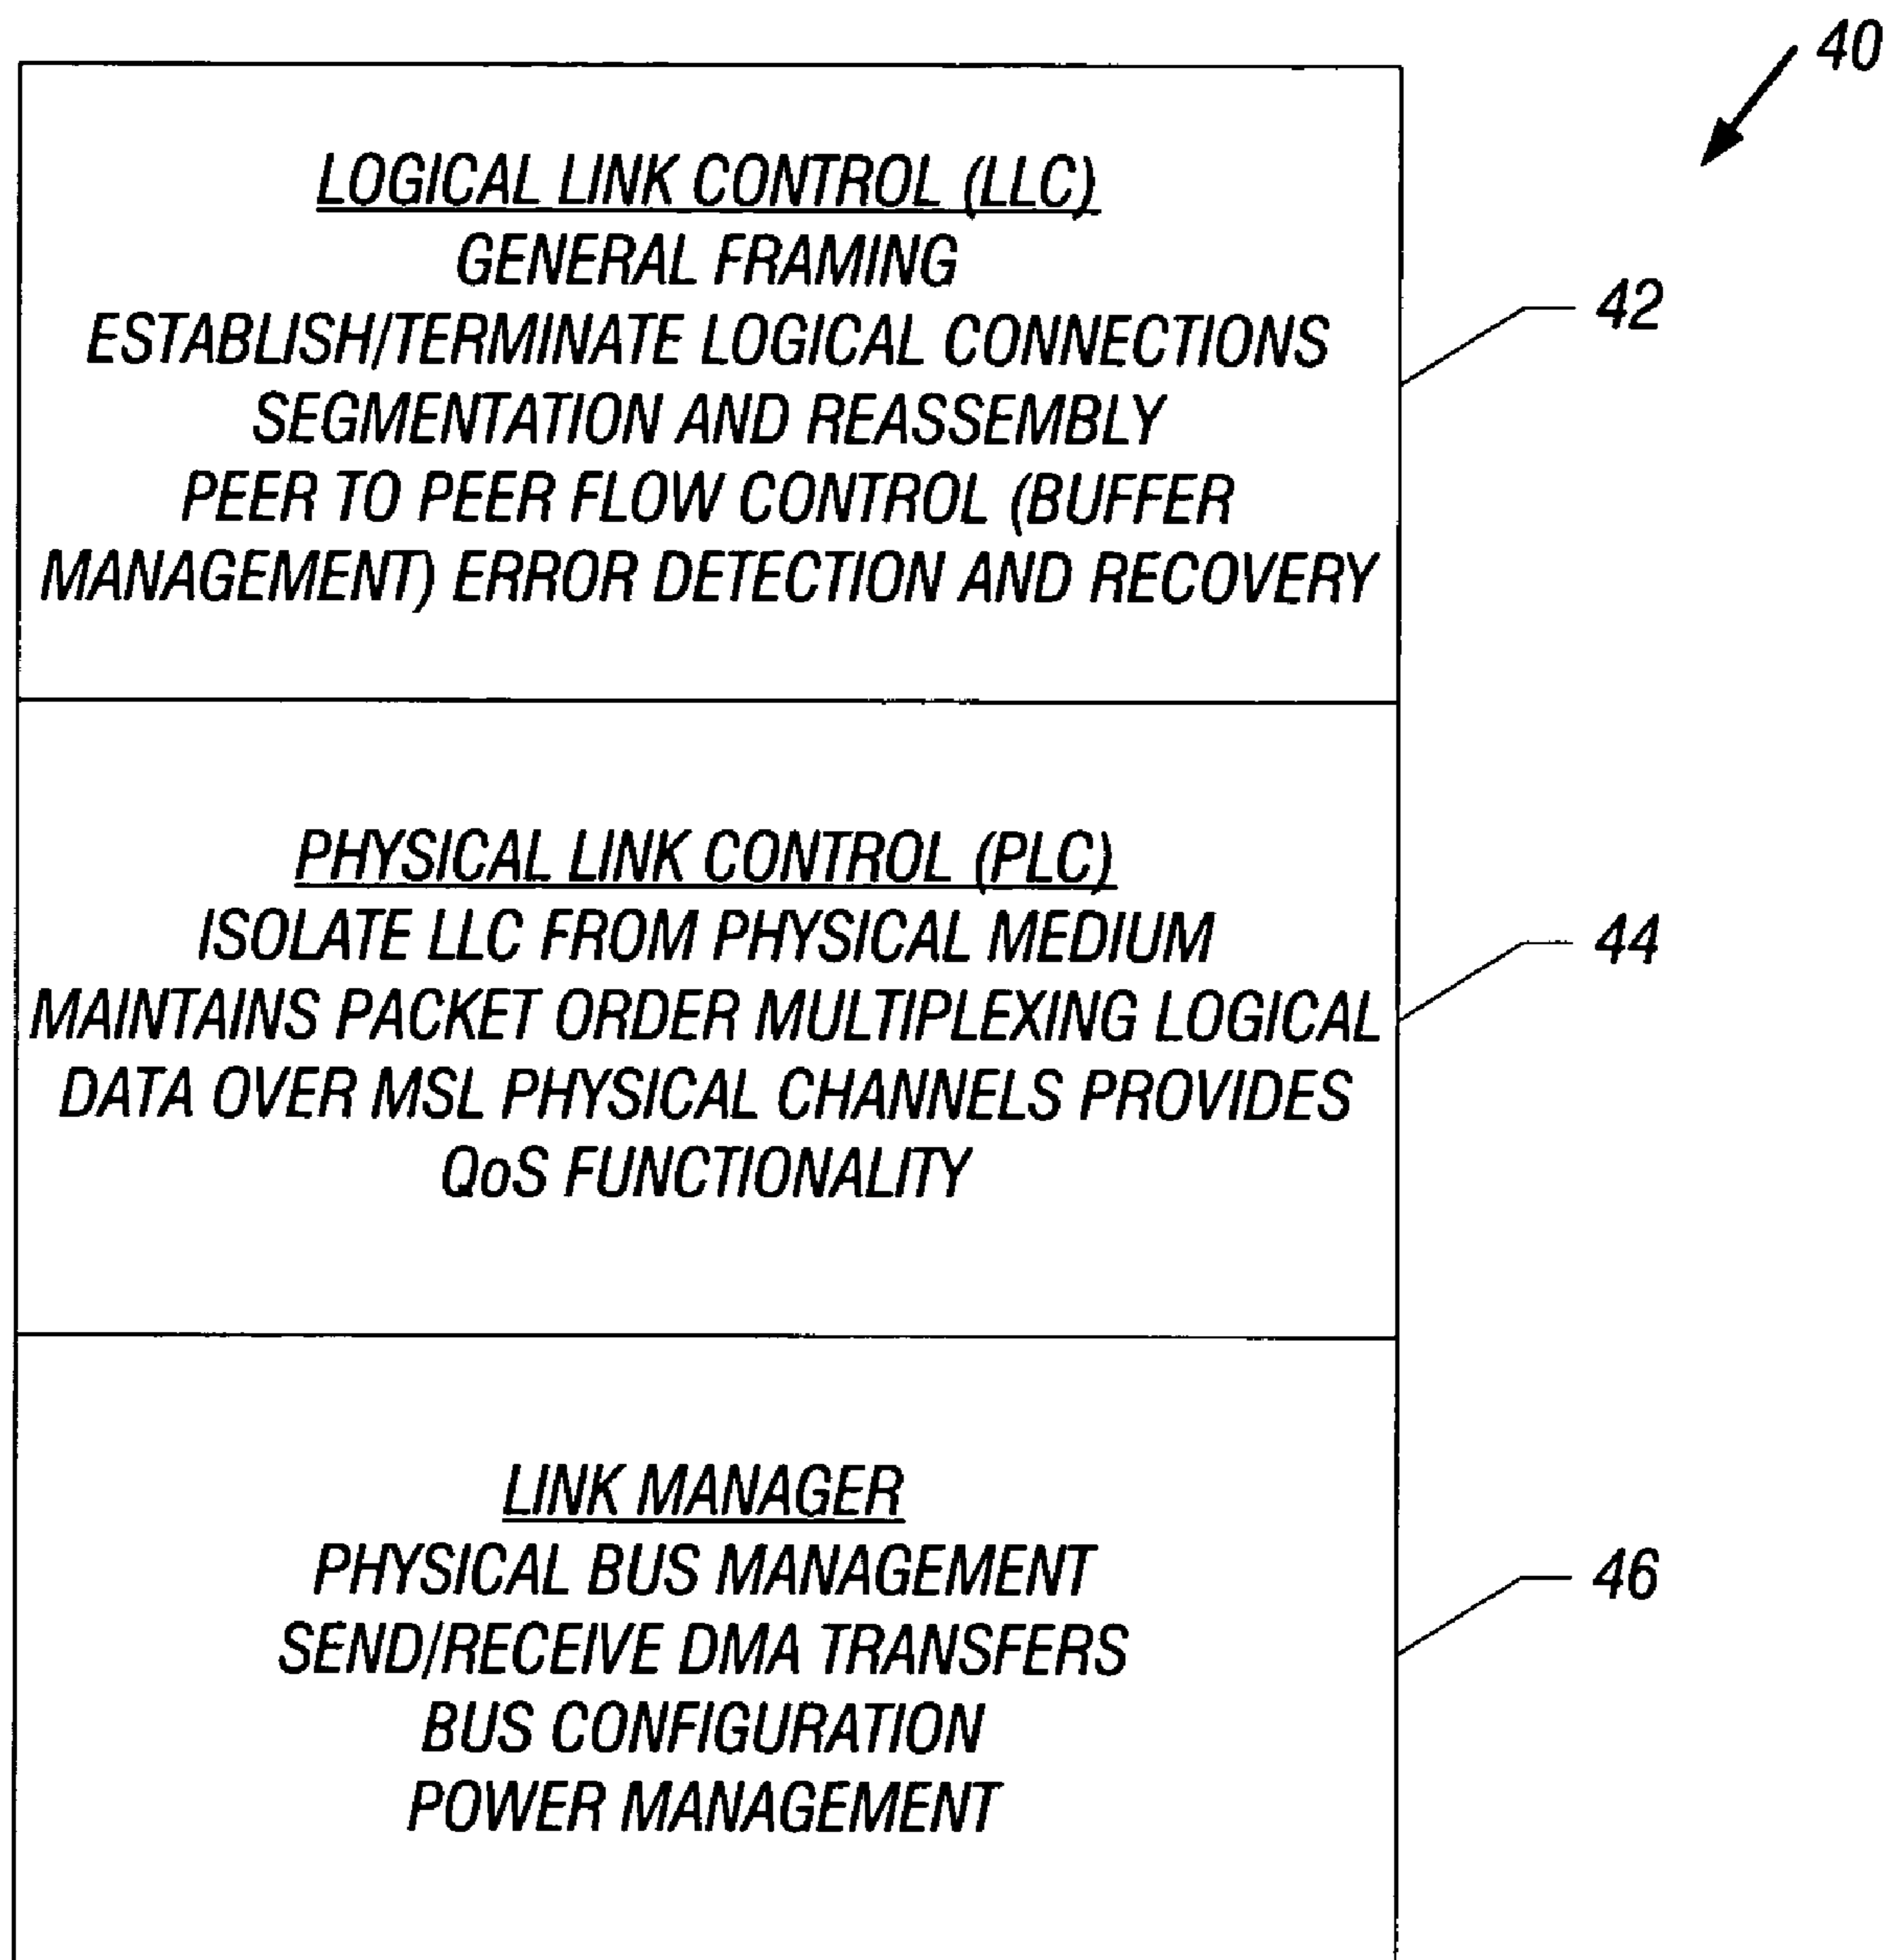 40
LOGICAL LINK CONTROL (LLC)
GENERAL FRAMING
ESTABLISH/TERMINATE LOGICAL CONNECTIONS
SEGMENTATION AND REASSEMBLY
PEER TO PEER FLOW CONTROL (BUFFER
MANAGEMENT) ERROR DETECTION AND RECOVERY
42
PHYSICAL LINK CONTROL (PLC)
ISOLATE LLC FROM PHYSICAL MEDIUM
MAINTAINS PACKET ORDER MULTIPLEXING LOGICAL
DATA OVER MSL PHYSICAL CHANNELS PROVIDES
QoS FUNCTIONALITY
44
LINK MANAGER
PHYSICAL BUS MANAGEMENT
SEND/RECEIVE DMA TRANSFERS
BUS CONFIGURATION
POWER MANAGEMENT
46